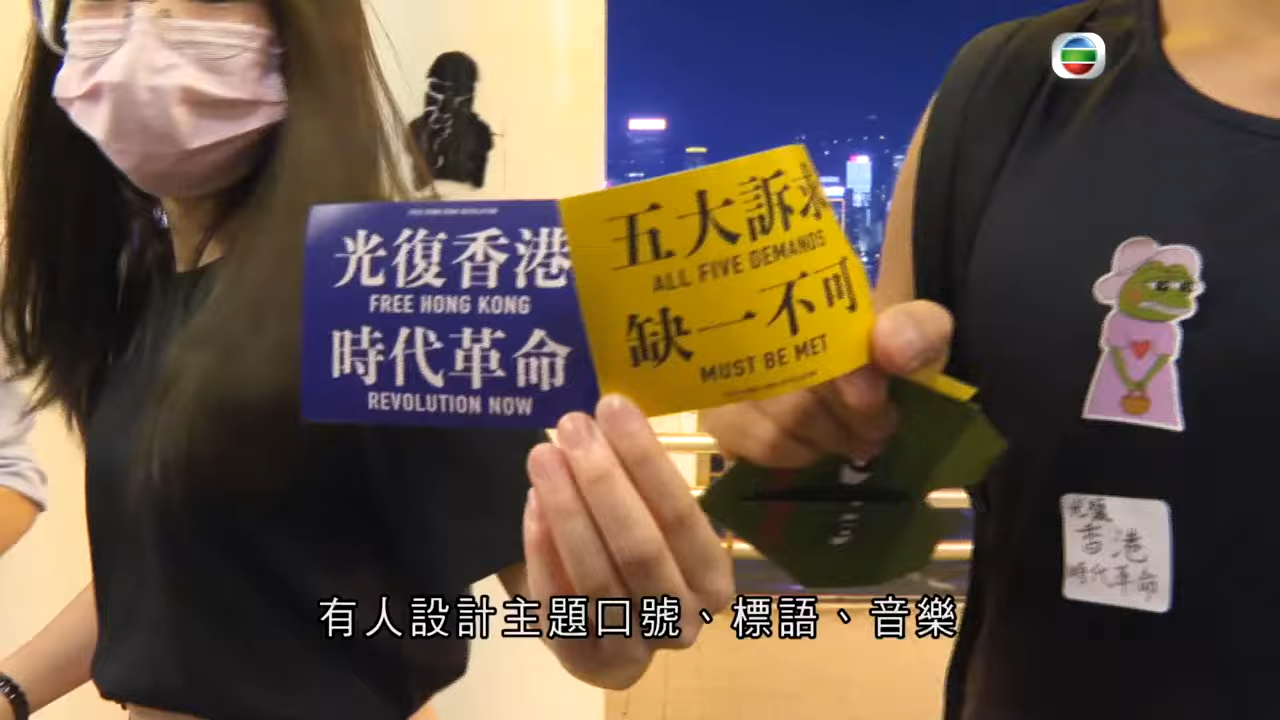 光復香港
FREE HONG KONG
時代革命
REVOLUTION NOW
五大訴求
ALL FIVE DEMANDS
缺一不可
MUST BE MET
光復
香港
時代革命
有人設計主題口號、標語、音樂